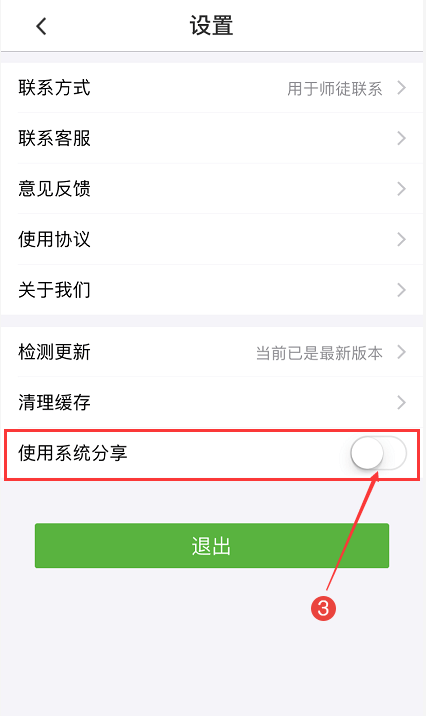 设置
联系方式 用于师徒联系
联系客服
意见反馈
使用协议
关于我们
检测更新 当前已是最新版本
清理缓存
使用系统分享
退出
3